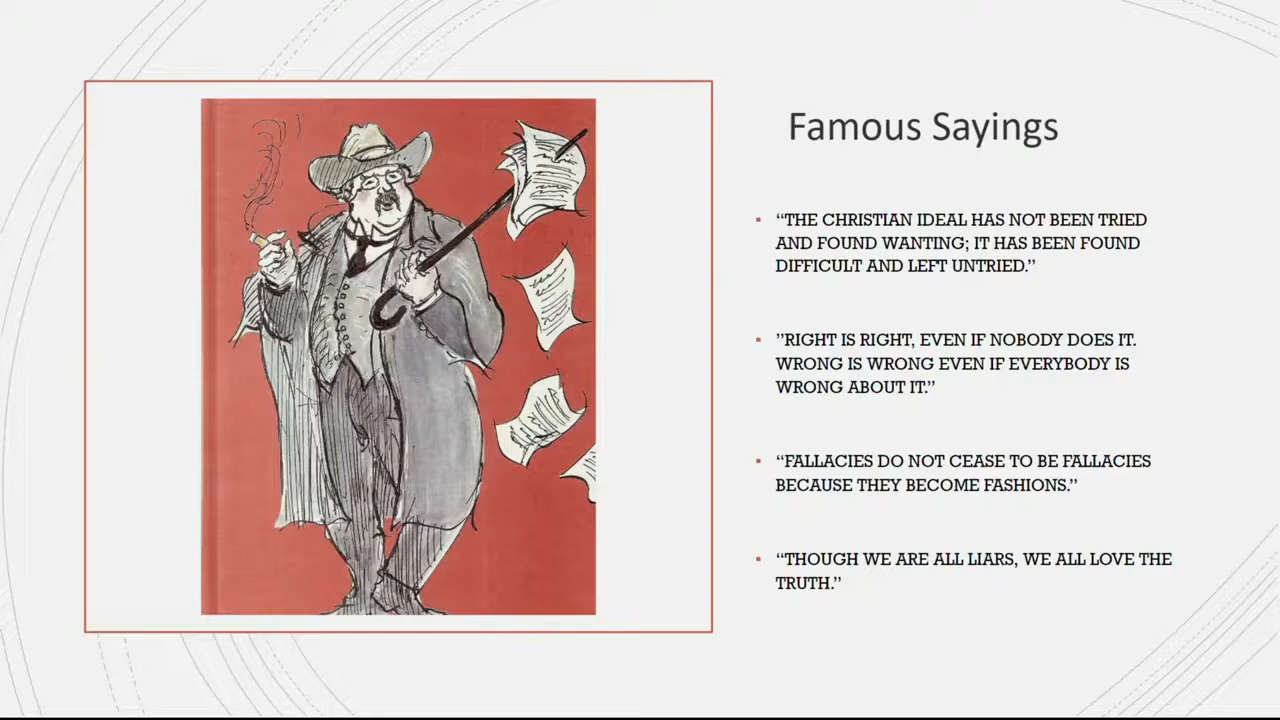 Famous Sayings
“THE CHRISTIAN IDEAL HAS NOT BEEN TRIED
AND FOUND WANTING; IT HAS BEEN FOUND
DIFFICULT AND LEFT UNTRIED.”
”RIGHT IS RIGHT, EVEN IF NOBODY DOES IT.
WRONG IS WRONG EVEN IF EVERYBODY IS
WRONG ABOUT IT.”
“FALLACIES DO NOT CEASE TO BE FALLACIES
BECAUSE THEY BECOME FASHIONS.”
“THOUGH WE ARE ALL LIARS, WE ALL LOVE THE
TRUTH.”